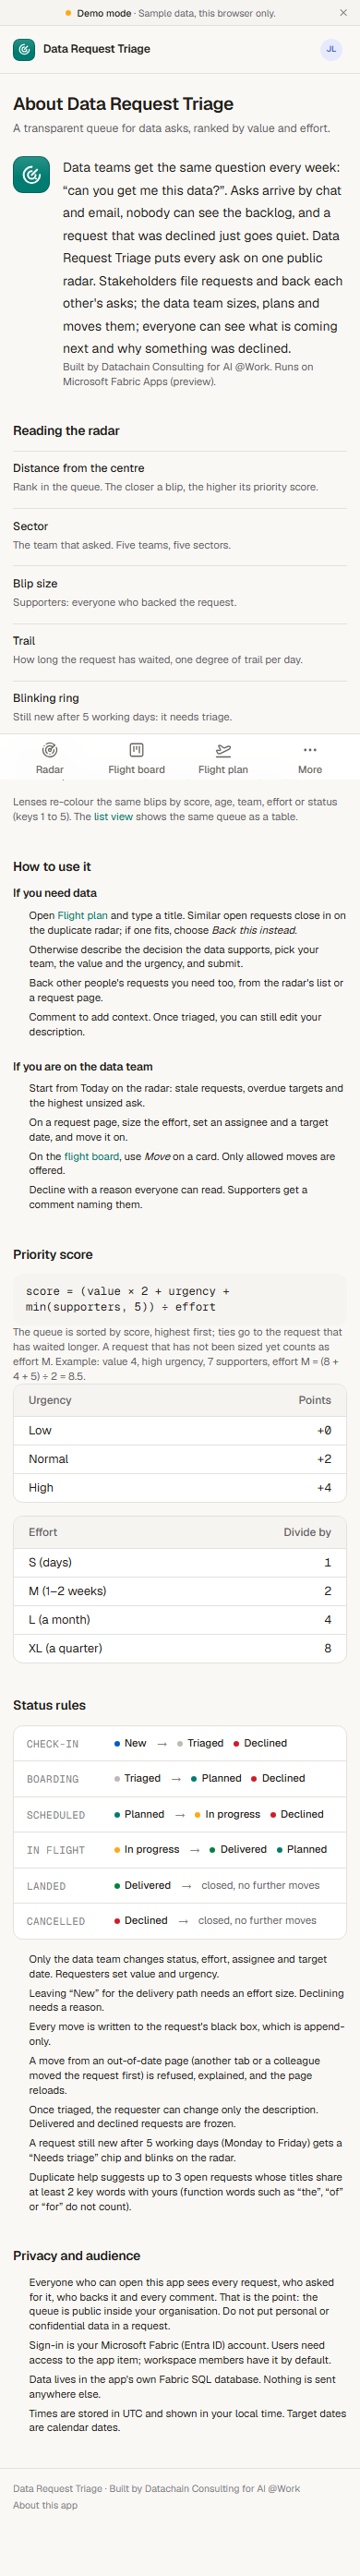 Demo mode · Sample data, this browser only.
Data Request Triage
JL
About Data Request Triage
A transparent queue for data asks, ranked by value and effort.
Data teams get the same question every week:
“can you get me this data?”. Asks arrive by chat
and email, nobody can see the backlog, and a
request that was declined just goes quiet. Data
Request Triage puts every ask on one public
radar. Stakeholders file requests and back each
other's asks; the data team sizes, plans and
moves them; everyone can see what is coming
next and why something was declined.
Built by Datachain Consulting for AI @Work. Runs on
Microsoft Fabric Apps (preview).
Reading the radar
Distance from the centre
Rank in the queue. The closer a blip, the higher its priority score.
Sector
The team that asked. Five teams, five sectors.
Blip size
Supporters: everyone who backed the request.
Trail
How long the request has waited, one degree of trail per day.
Blinking ring
Still new after 5 working days: it needs triage.
Radar
Flight board
Flight plan
More
Lenses re-colour the same blips by score, age, team, effort or status
(keys 1 to 5). The list view shows the same queue as a table.
How to use it
If you need data
Open Flight plan and type a title. Similar open requests close in on
the duplicate radar; if one fits, choose Back this instead.
Otherwise describe the decision the data supports, pick your
team, the value and the urgency, and submit.
Back other people's requests you need too, from the radar's list or
a request page.
Comment to add context. Once triaged, you can still edit your
description.
If you are on the data team
Start from Today on the radar: stale requests, overdue targets and
the highest unsized ask.
On a request page, size the effort, set an assignee and a target
date, and move it on.
On the flight board, use Move on a card. Only allowed moves are
offered.
Decline with a reason everyone can read. Supporters get a
comment naming them.
Priority score
score = (value × 2 + urgency +
min(supporters, 5)) ÷ effort
The queue is sorted by score, highest first; ties go to the request that
has waited longer. A request that has not been sized yet counts as
effort M. Example: value 4, high urgency, 7 supporters, effort M = (8 +
4 + 5) ÷ 2 = 8.5.
Urgency Points
Low +0
Normal +2
High +4
Effort Divide by
S (days) 1
M (1–2 weeks) 2
L (a month) 4
XL (a quarter) 8
Status rules
CHECK-IN New → Triaged Declined
BOARDING Triaged → Planned Declined
SCHEDULED Planned → In progress Declined
IN FLIGHT In progress → Delivered Planned
LANDED Delivered → closed, no further moves
CANCELLED Declined → closed, no further moves
Only the data team changes status, effort, assignee and target
date. Requesters set value and urgency.
Leaving “New” for the delivery path needs an effort size. Declining
needs a reason.
Every move is written to the request's black box, which is append-
only.
A move from an out-of-date page (another tab or a colleague
moved the request first) is refused, explained, and the page
reloads.
Once triaged, the requester can change only the description.
Delivered and declined requests are frozen.
A request still new after 5 working days (Monday to Friday) gets a
“Needs triage” chip and blinks on the radar.
Duplicate help suggests up to 3 open requests whose titles share
at least 2 key words with yours (function words such as “the”, “of”
or “for” do not count).
Privacy and audience
Everyone who can open this app sees every request, who asked
for it, who backs it and every comment. That is the point: the
queue is public inside your organisation. Do not put personal or
confidential data in a request.
Sign-in is your Microsoft Fabric (Entra ID) account. Users need
access to the app item; workspace members have it by default.
Data lives in the app's own Fabric SQL database. Nothing is sent
anywhere else.
Times are stored in UTC and shown in your local time. Target dates
are calendar dates.
Data Request Triage · Built by Datachain Consulting for AI @Work
About this app